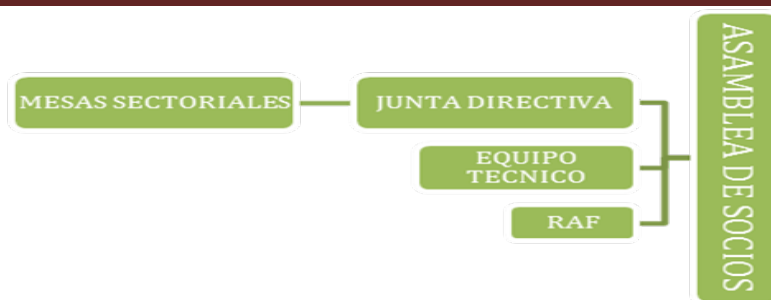 MESAS SECTORIALES
JUNTA DIRECTIVA
EQUIPO
TECNICO
RAF
ASAMBLEA DE SOCIOS